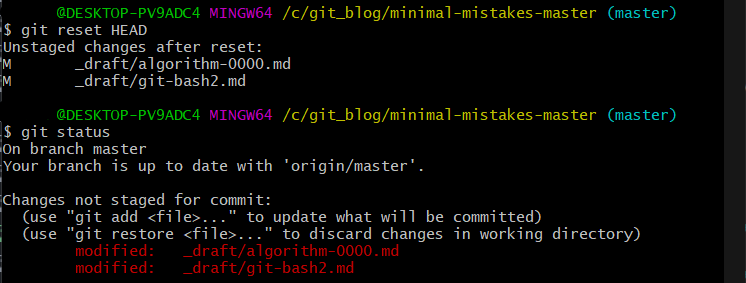 @DESKTOP-PV9ADC4 MINGW64 /c/git_blog/minimal-mistakes-master (master)
$ git reset HEAD
Unstaged changes after reset:
M       _draft/algorithm-0000.md
M       _draft/git-bash2.md

@DESKTOP-PV9ADC4 MINGW64 /c/git_blog/minimal-mistakes-master (master)
$ git status
On branch master
Your branch is up to date with 'origin/master'.

Changes not staged for commit:
  (use "git add <file>..." to update what will be committed)
  (use "git restore <file>..." to discard changes in working directory)
        modified:   _draft/algorithm-0000.md
        modified:   _draft/git-bash2.md